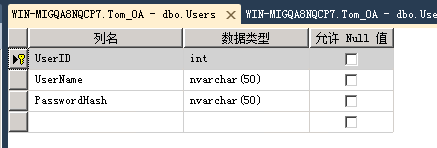 WIN-MIGQA8NQCP7.Tom_OA - dbo.Users WIN-MIGQA8NQCP7.Tom_OA - dbo.Use
列名 数据类型 允许 Null 值
UserID int
UserName nvarchar(50)
PasswordHash nvarchar(50)